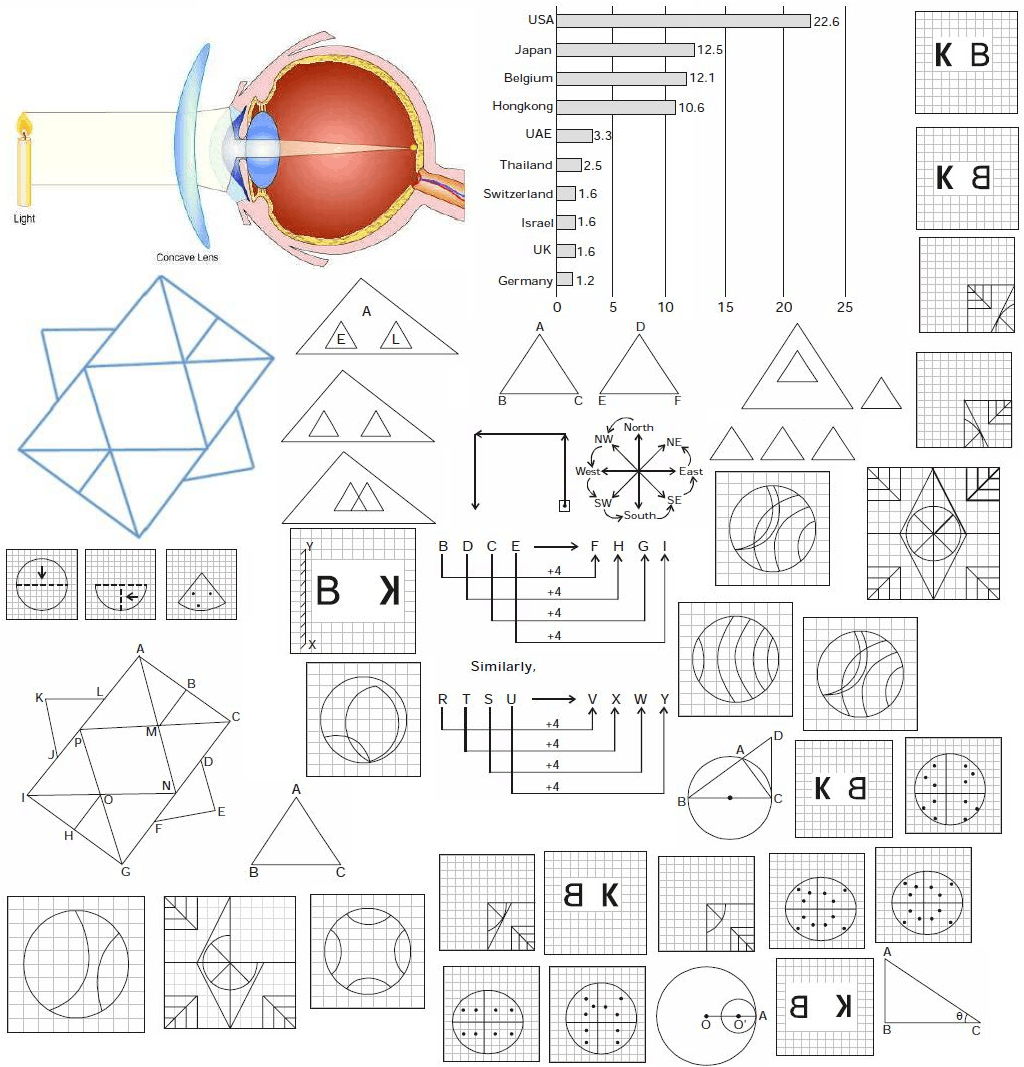 Light
Concave Lens
USA 22.6
Japan 12.5
Belgium 12.1
Hongkong 10.6
UAE 3.3
Thailand 2.5
Switzerland 1.6
Israel 1.6
UK 1.6
Germany 1.2
0 5 10 15 20 25
K B
K
A
E L
A
B C
D
E F
North
NE
East
SE
South
SW
West
NW
Y
B
X
B D C E F H G I
+4
+4
+4
+4
Similarly,
R T S U V X W Y
+4
+4
+4
+4
A
B
C
D
E
F
G
H
I
J
K
L
M
N
O
P
A
B C
A
B C
D
K
K
O O' A
A
B C
θ